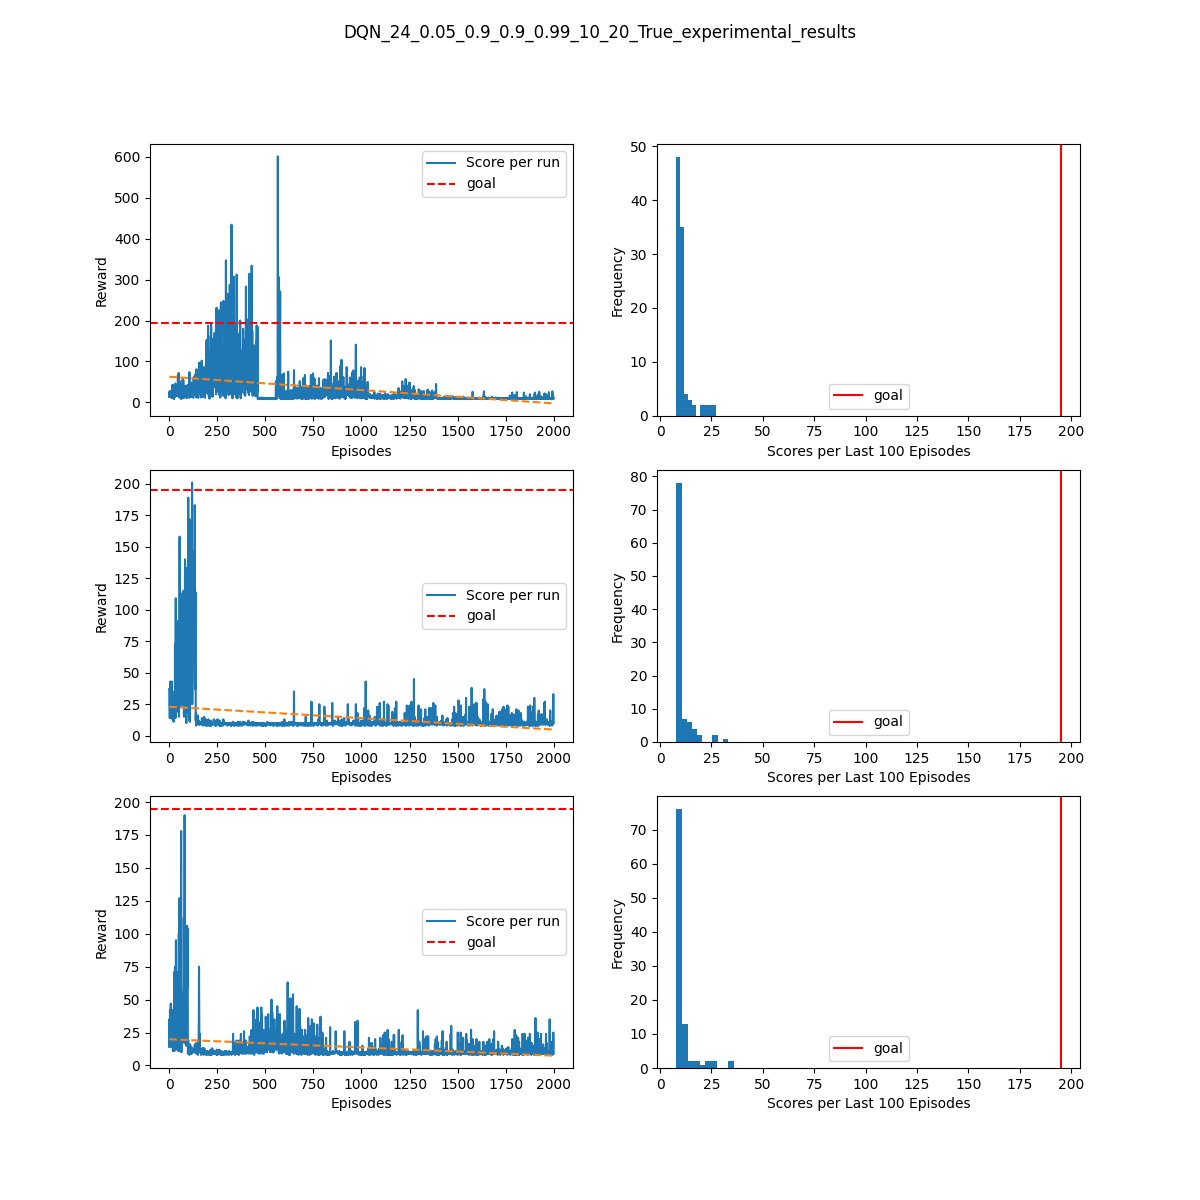 DQN_24_0.05_0.9_0.9_0.99_10_20_True_experimental_results
600
500
400
300
200
100
0
Reward
Score per run
goal
0 250 500 750 1000 1250 1500 1750 2000
Episodes
50
40
30
20
10
0
Frequency
goal
0 25 50 75 100 125 150 175 200
Scores per Last 100 Episodes
200
175
150
125
100
75
50
25
0
Reward
Score per run
goal
0 250 500 750 1000 1250 1500 1750 2000
Episodes
80
70
60
50
40
30
20
10
0
Frequency
goal
0 25 50 75 100 125 150 175 200
Scores per Last 100 Episodes
200
175
150
125
100
75
50
25
0
Reward
Score per run
goal
0 250 500 750 1000 1250 1500 1750 2000
Episodes
70
60
50
40
30
20
10
0
Frequency
goal
0 25 50 75 100 125 150 175 200
Scores per Last 100 Episodes